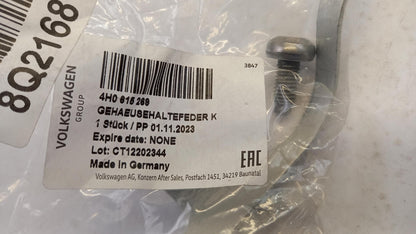 8Q2168
VOLKSWAGEN
GROUP
3847
4H0 615 269
GEHAEUSEHALTEFEDER K
1 Stück / PP 01.11.2023
Expire date: NONE
Lot: CT12202344
Made in Germany
EAC
Volkswagen AG, Konzern After Sales, Postfach 1451, 34219 Baunatal